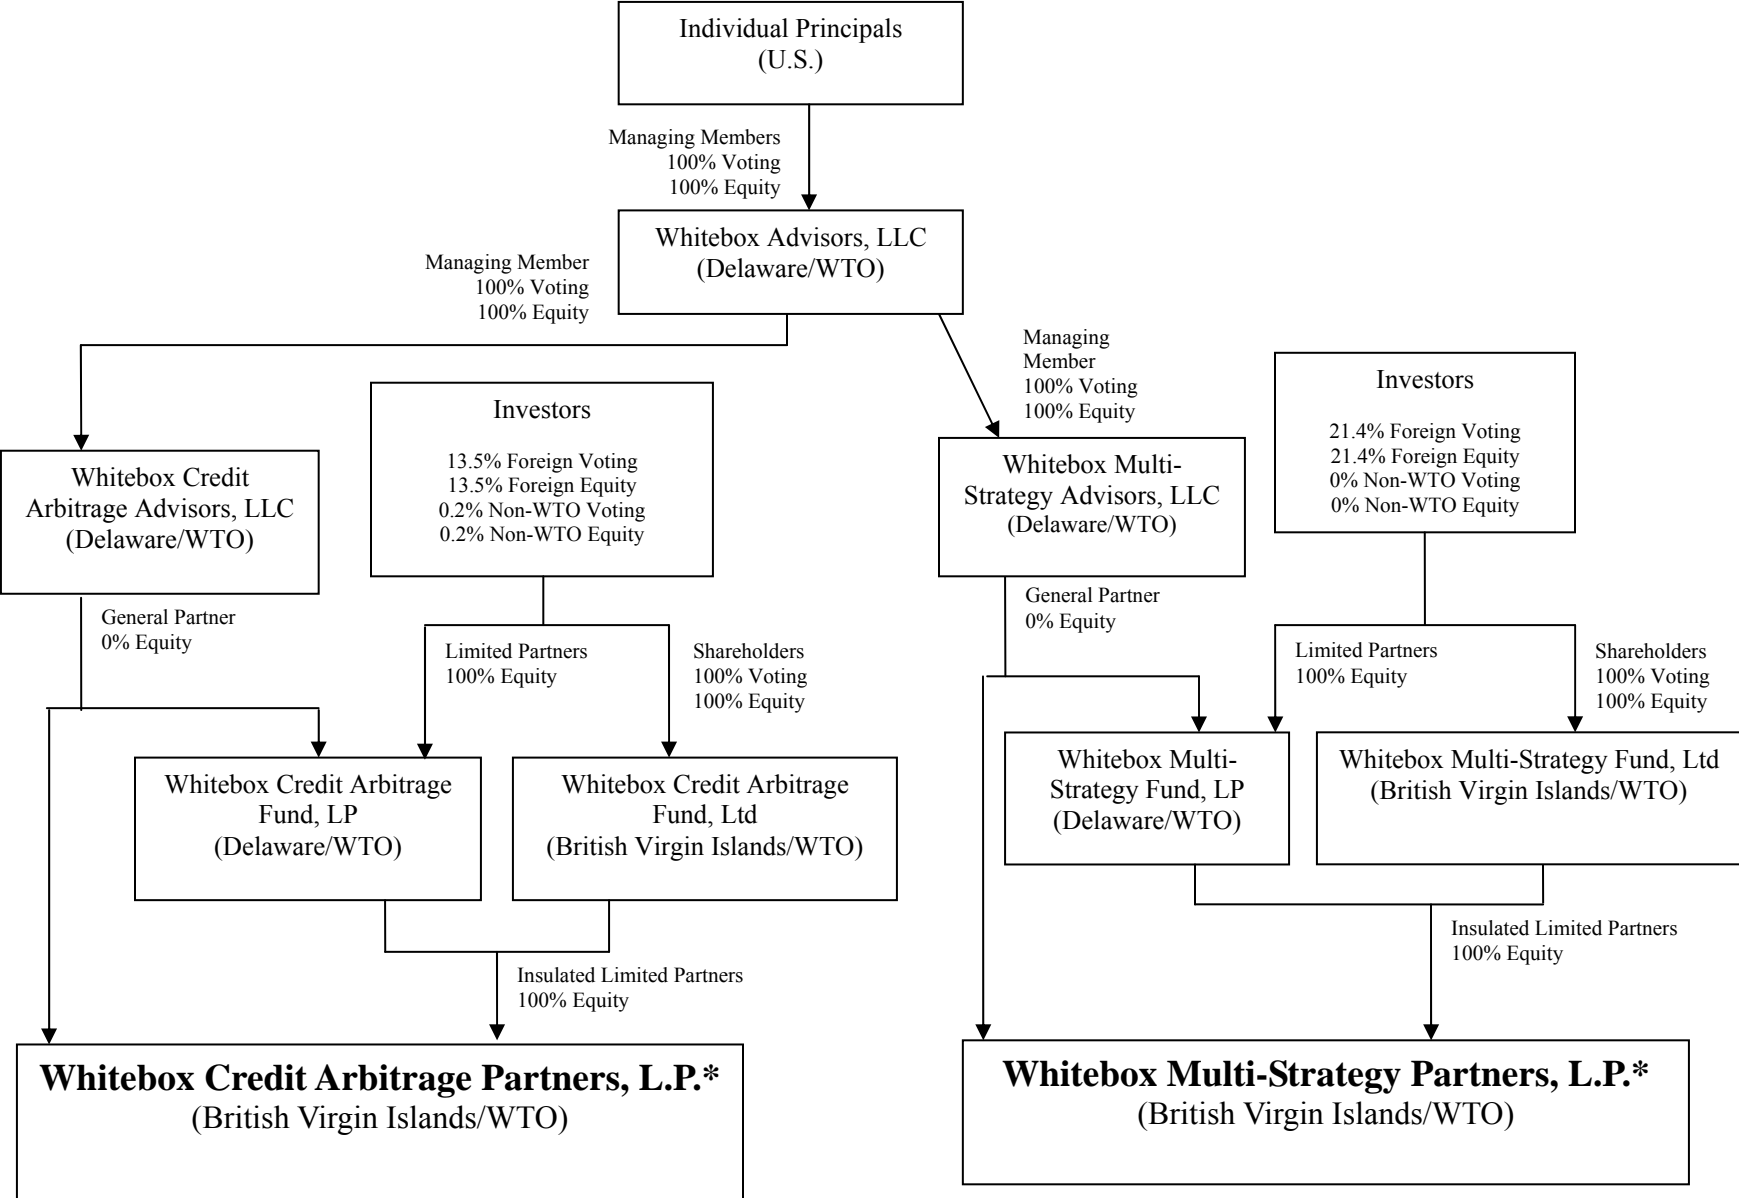 Individual Principals
(U.S.)
Managing Members
100% Voting
100% Equity
Whitebox Advisors, LLC
(Delaware/WTO)
Managing Member
100% Voting
100% Equity
Managing
Member
100% Voting
100% Equity
Investors
13.5% Foreign Voting
13.5% Foreign Equity
0.2% Non-WTO Voting
0.2% Non-WTO Equity
Investors
21.4% Foreign Voting
21.4% Foreign Equity
0% Non-WTO Voting
0% Non-WTO Equity
Whitebox Credit
Arbitrage Advisors, LLC
(Delaware/WTO)
Whitebox Multi-
Strategy Advisors, LLC
(Delaware/WTO)
General Partner
0% Equity
Limited Partners
100% Equity
Shareholders
100% Voting
100% Equity
General Partner
0% Equity
Limited Partners
100% Equity
Shareholders
100% Voting
100% Equity
Whitebox Credit Arbitrage
Fund, LP
(Delaware/WTO)
Whitebox Credit Arbitrage
Fund, Ltd
(British Virgin Islands/WTO)
Whitebox Multi-
Strategy Fund, LP
(Delaware/WTO)
Whitebox Multi-Strategy Fund, Ltd
(British Virgin Islands/WTO)
Insulated Limited Partners
100% Equity
Insulated Limited Partners
100% Equity
Whitebox Credit Arbitrage Partners, L.P.*
(British Virgin Islands/WTO)
Whitebox Multi-Strategy Partners, L.P.*
(British Virgin Islands/WTO)